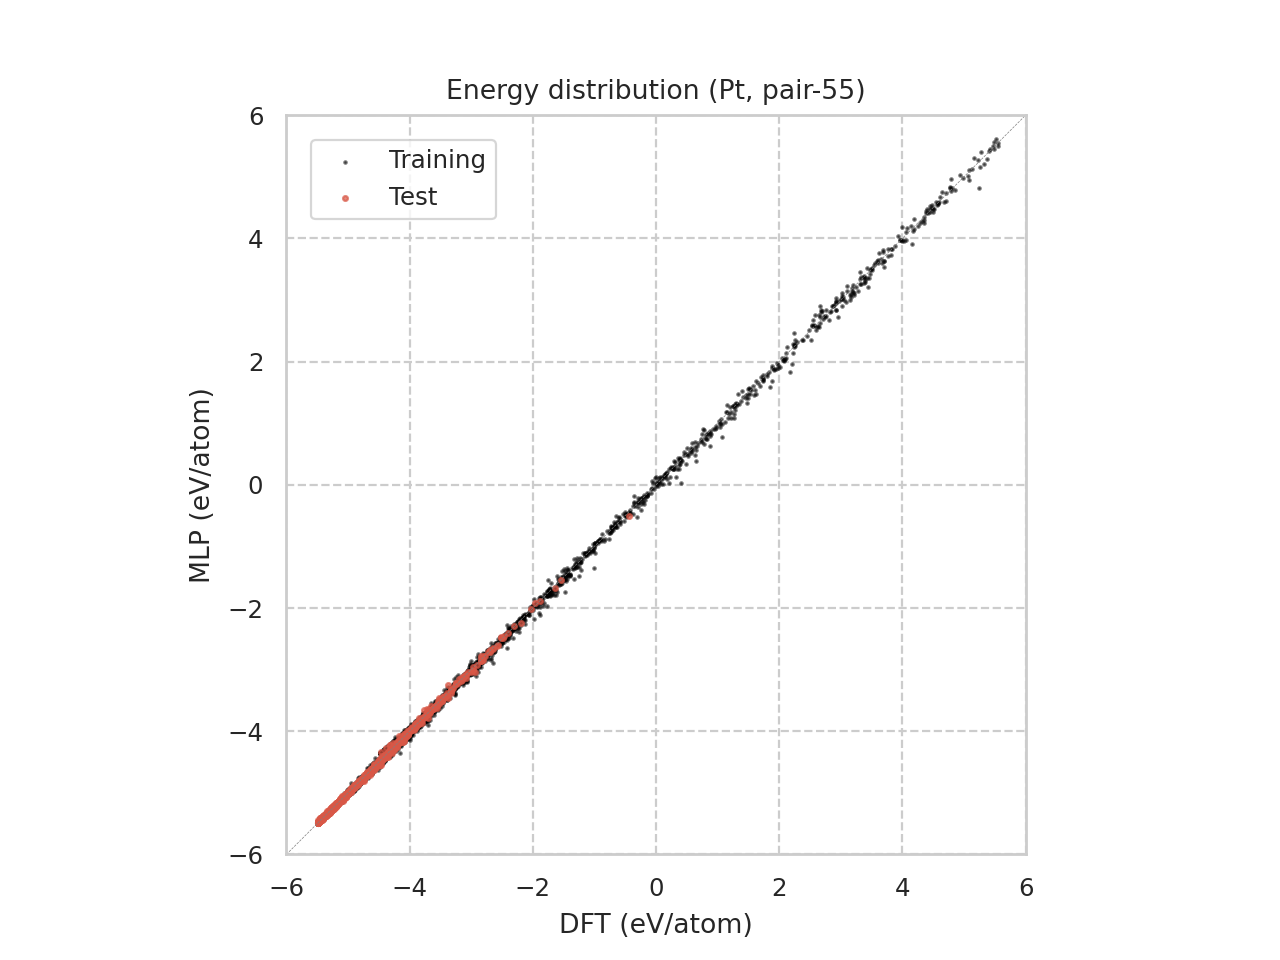 Energy distribution (Pt, pair-55)
Training
Test
6
4
2
0
−2
−4
−6
MLP (eV/atom)
−6 −4 −2 0 2 4 6
DFT (eV/atom)